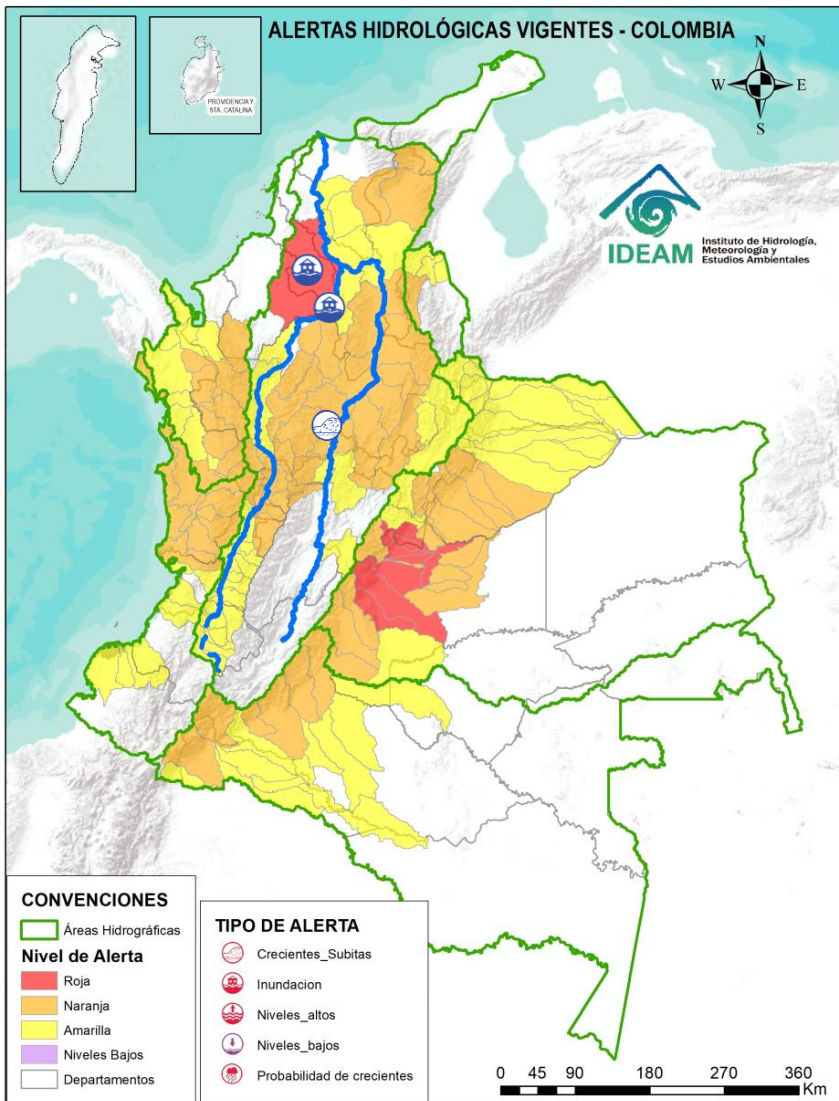 ALERTAS HIDROLÓGICAS VIGENTES - COLOMBIA
PROVIDENCIA Y
STA. CATALINA
N
W
E
S
IDEAM
Instituto de Hidrología,
Meteorología y
Estudios Ambientales
CONVENCIONES
Áreas Hidrográficas
Nivel de Alerta
Roja
Naranja
Amarilla
Niveles Bajos
Departamentos
TIPO DE ALERTA
Crecientes_Subitas
Inundacion
Niveles_altos
Niveles_bajos
Probabilidad de crecientes
0 45 90 180 270 360
Km